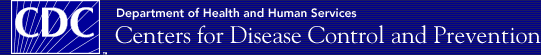 CDC
Department of Health and Human Services
Centers for Disease Control and Prevention